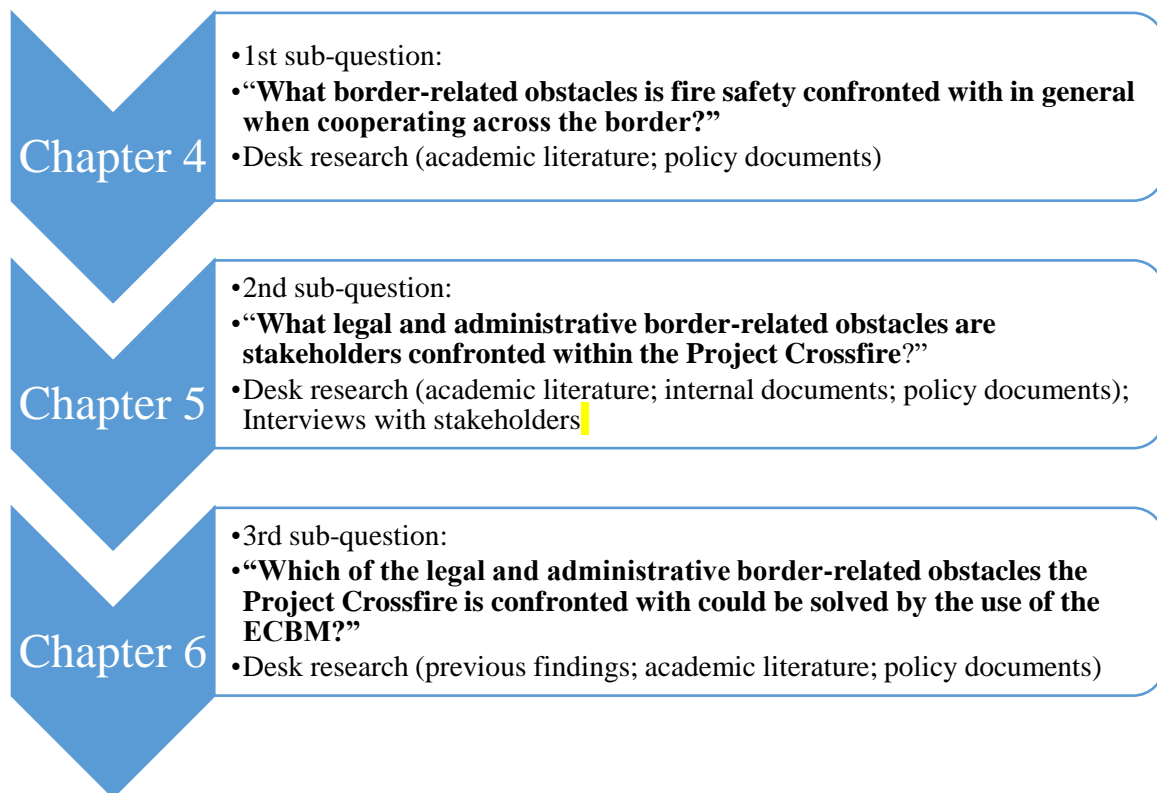 Chapter 4
•1st sub-question:
•“What border-related obstacles is fire safety confronted with in general
when cooperating across the border?”
•Desk research (academic literature; policy documents)
Chapter 5
•2nd sub-question:
•“What legal and administrative border-related obstacles are
stakeholders confronted within the Project Crossfire?”
•Desk research (academic literature; internal documents; policy documents);
Interviews with stakeholders
Chapter 6
•3rd sub-question:
•“Which of the legal and administrative border-related obstacles the
Project Crossfire is confronted with could be solved by the use of the
ECBM?”
•Desk research (previous findings; academic literature; policy documents)